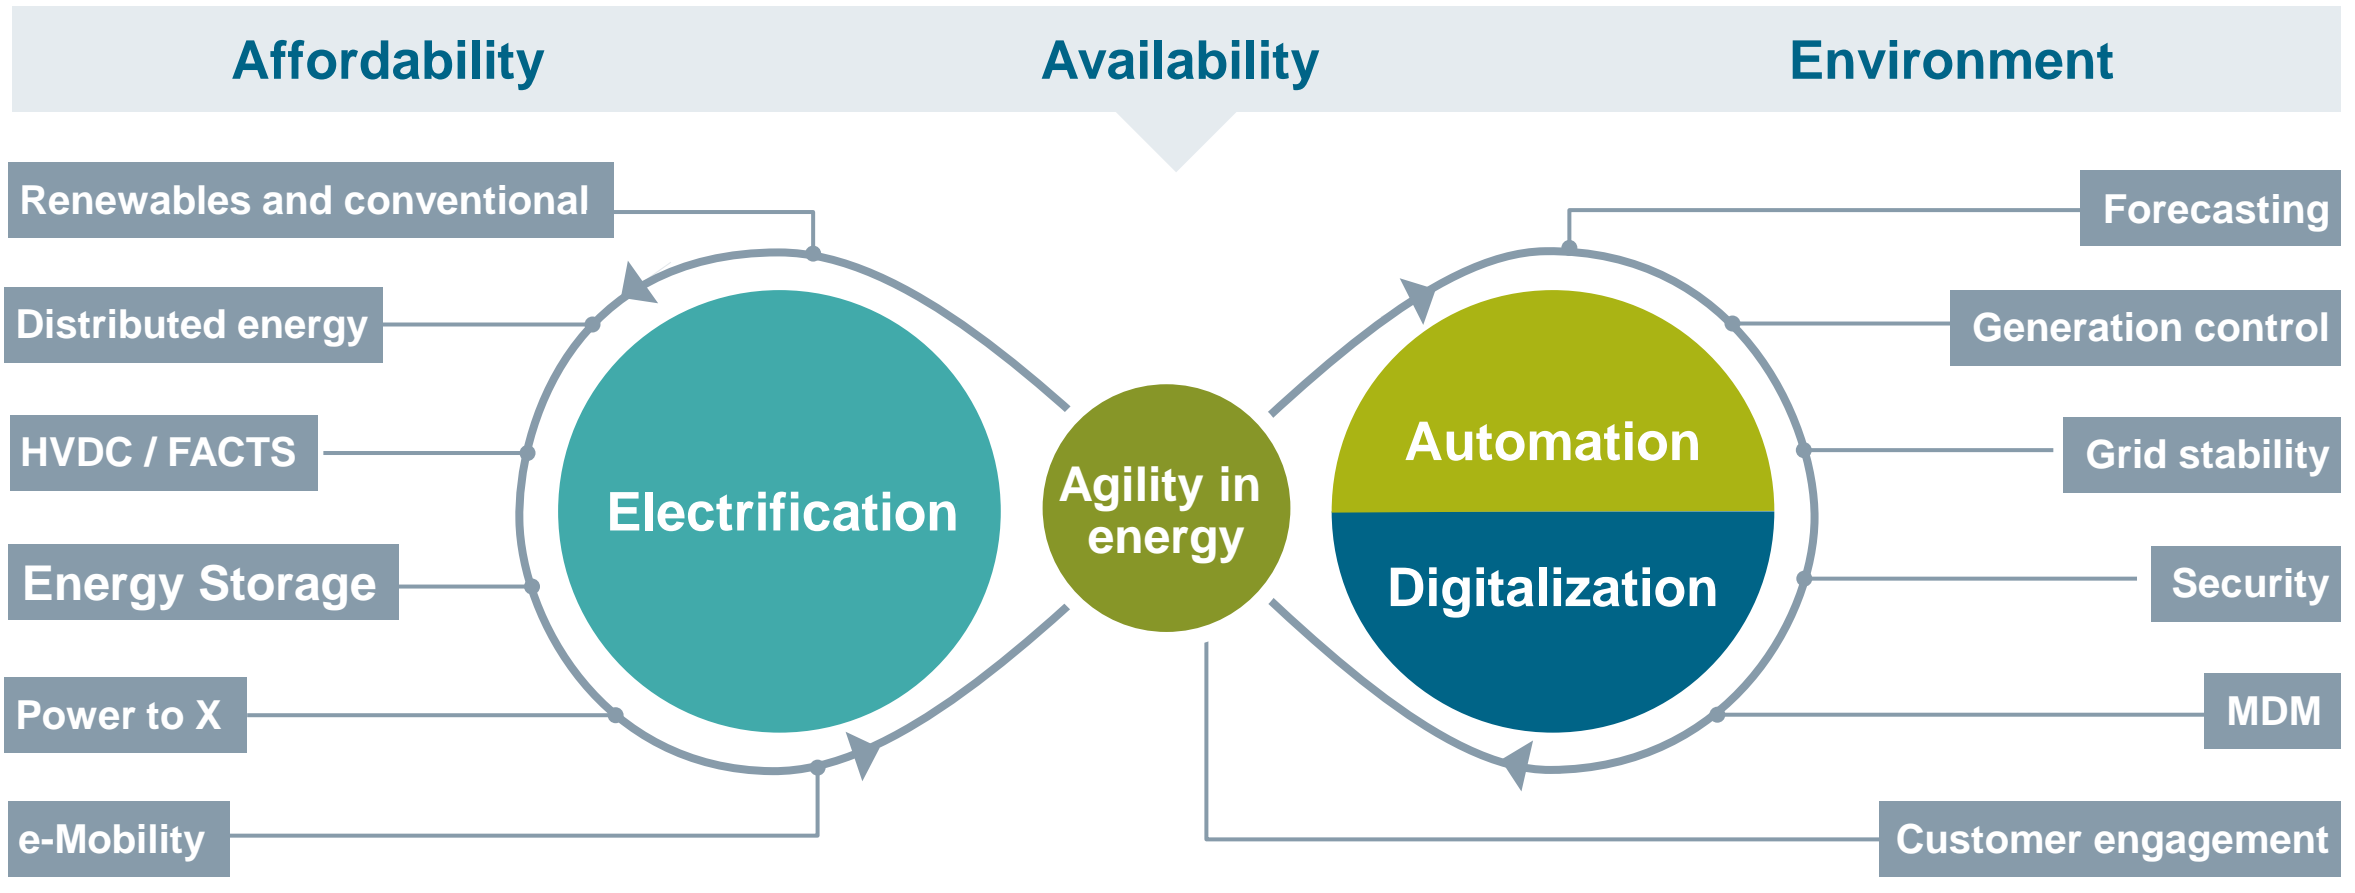 Affordability
Availability
Environment
Renewables and conventional
Distributed energy
HVDC / FACTS
Energy Storage
Power to X
e-Mobility
Electrification
Agility in
energy
Automation
Digitalization
Forecasting
Generation control
Grid stability
Security
MDM
Customer engagement